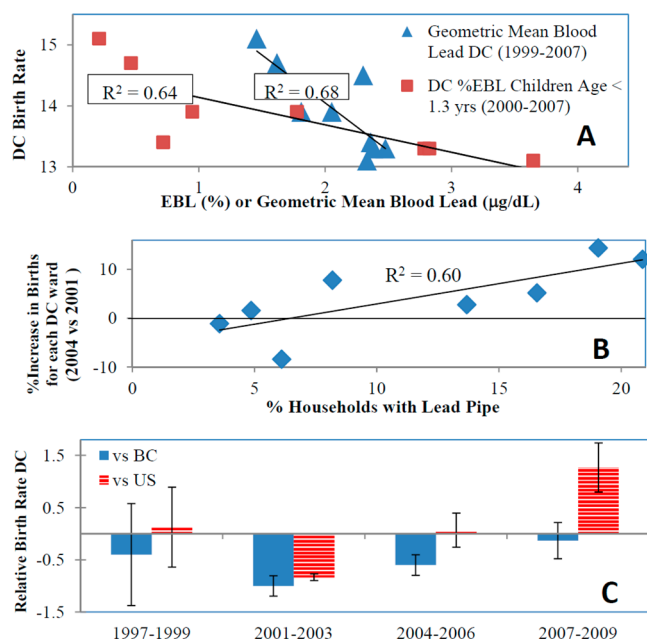 DC Birth Rate
15
14
13
Geometric Mean Blood
Lead DC (1999-2007)
DC %EBL Children Age <
1.3 yrs (2000-2007)
R² = 0.64
R² = 0.68
A
0 1 2 3 4
EBL (%) or Geometric Mean Blood Lead (µg/dL)
%Increase in Births
for each DC ward
(2004 vs 2001)
10
0
-10
R² = 0.60
B
0 5 10 15 20
% Households with Lead Pipe
Relative Birth Rate DC
1.5
0.5
-0.5
-1.5
vs BC
vs US
C
1997-1999 2001-2003 2004-2006 2007-2009